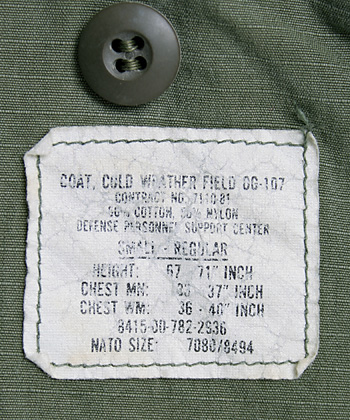 COAT, COLD WEATHER FIELD OG-107
CONTRACT NO. 7110-81
50% COTTON, 50% NYLON
DEFENSE PERSONNEL SUPPORT CENTER
SMALL - REGULAR
HEIGHT: 67 - 71" INCH
CHEST MN: 33 - 37" INCH
CHEST WM: 36 - 40" INCH
8415-00-782-2936
NATO SIZE: 7080/8494